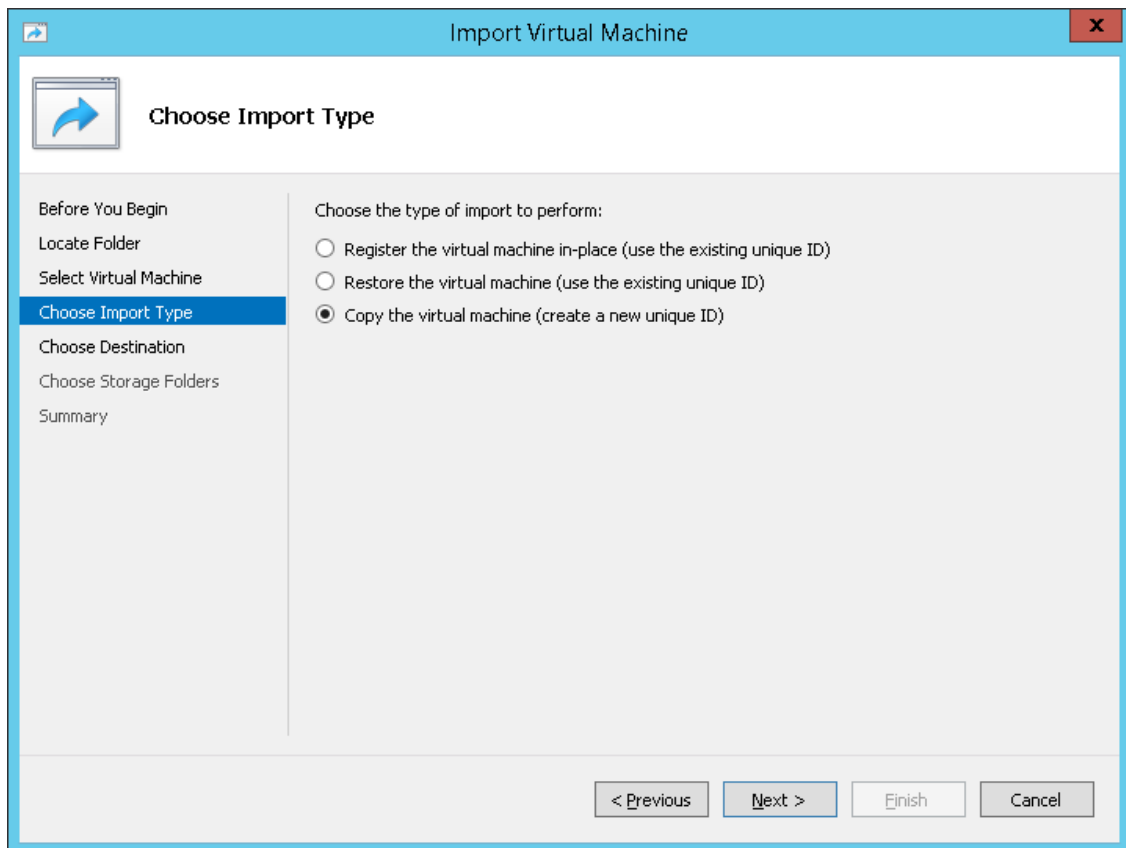 Import Virtual Machine
x
Choose Import Type
Before You Begin
Locate Folder
Select Virtual Machine
Choose Import Type
Choose Destination
Choose Storage Folders
Summary
Choose the type of import to perform:
Register the virtual machine in-place (use the existing unique ID)
Restore the virtual machine (use the existing unique ID)
Copy the virtual machine (create a new unique ID)
< Previous
Next >
Finish
Cancel